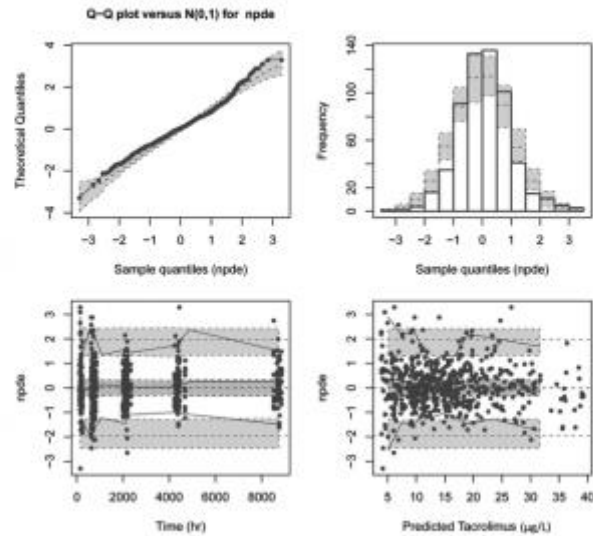 Q-Q plot versus N(0,1) for npde
Theoretical Quantiles
4
2
0
-2
-4
-3 -2 -1 0 1 2 3
Sample quantiles (npde)
Frequency
140
100
60
20
0
-3 -2 -1 0 1 2 3
Sample quantiles (npde)
npde
3
2
1
0
-1
-2
-3
0 2000 4000 6000 8000
Time (hr)
npde
3
2
1
0
-1
-2
-3
5 10 15 20 25 30 35 40
Predicted Tacrolimus (µg/L)